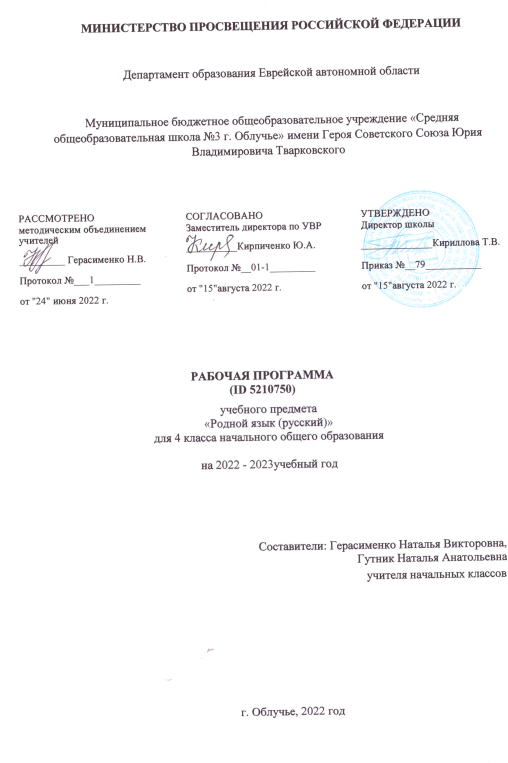 МИНИСТЕРСТВО ПРОСВЕЩЕНИЯ РОССИЙСКОЙ ФЕДЕРАЦИИ
Департамент образования Еврейской автономной области
Муниципальное бюджетное общеобразовательное учреждение «Средняя
общеобразовательная школа №3 г. Облучье» имени Героя Советского Союза Юрия
Владимировича Тварковского
РАССМОТРЕНО
методическим объединением
учителей
Герасименко Н.В.
Протокол №___1_________
от "24" июня 2022 г.
СОГЛАСОВАНО
Заместитель директора по УВР
Кирпиченко Ю.А.
Протокол №__01-1_________
от "15"августа 2022 г.
УТВЕРЖДЕНО
Директор школы
Кириллова Т.В.
Приказ №__79___________
от "15"августа 2022 г.
РАБОЧАЯ ПРОГРАММА
(ID 5210750)
учебного предмета
«Родной язык (русский)»
для 4 класса начального общего образования
на 2022 - 2023учебный год
Составители: Герасименко Наталья Викторовна,
Гутник Наталья Анатольевна
учителя начальных классов
г. Облучье, 2022 год